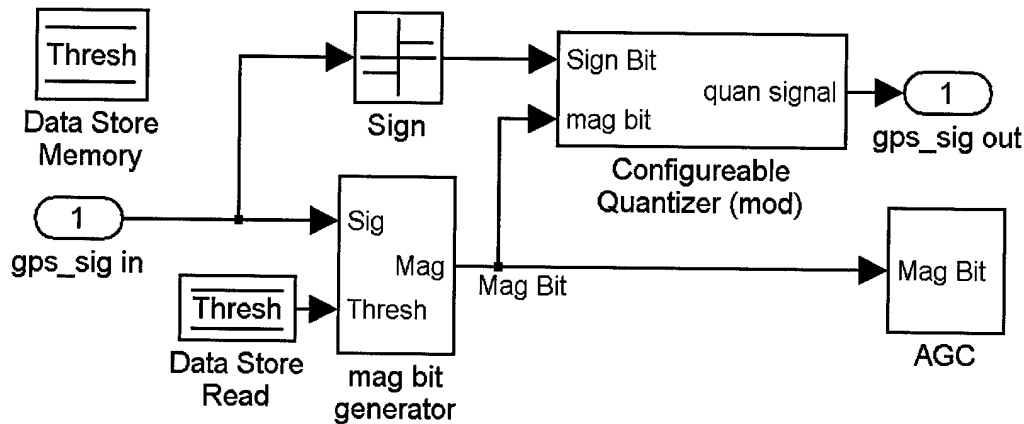 Thresh
Data Store
Memory
Sign
Sign Bit
mag bit
quan signal
Configureable
Quantizer (mod)
1
gps_sig out
1
gps_sig in
Sig
Mag
Thresh
mag bit
generator
Thresh
Data Store
Read
Mag Bit
Mag Bit
AGC